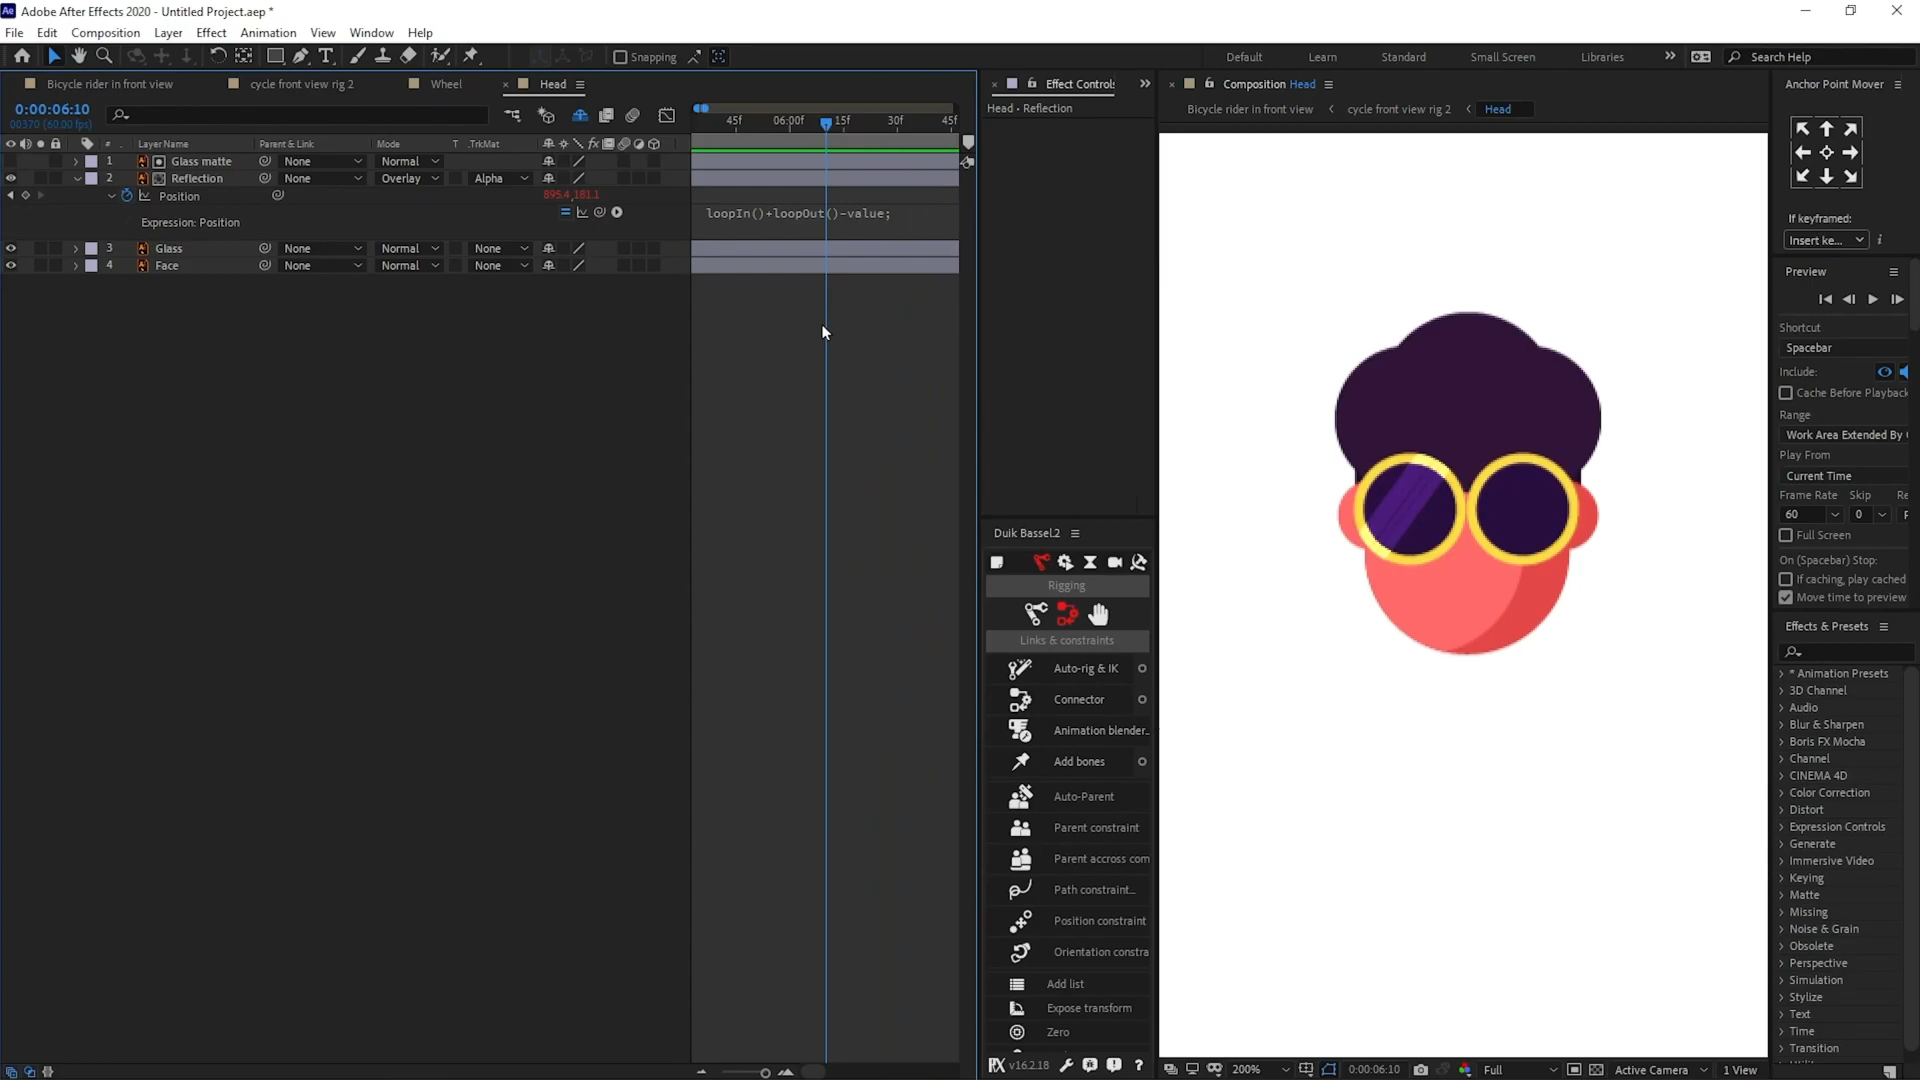 Adobe After Effects 2020 - Untitled Project.aep *
File Edit Composition Layer Effect Animation View Window Help
Snapping
Default Learn Standard Small Screen Libraries Search Help
Bicycle rider in front view cycle front view rig 2 Wheel Head
0:00:06:10
00370 (60.00 fps)
# Layer Name Parent & Link Mode T .TrkMat
45f 06:00f 15f 30f 45f
1 Glass matte None Normal
2 Reflection None Overlay Alpha
Position 895.4,181.1
Expression: Position loopIn()+loopOut()-value;
3 Glass None Normal None
4 Face None Normal None
Effect Controls
Head • Reflection
Duik Bassel.2
Rigging
Links & constraints
Auto-rig & IK
Connector
Animation blender..
Add bones
Auto-Parent
Parent constraint
Parent accross com
Path constraint...
Position constraint
Orientation constra
Add list
Expose transform
Zero
v16.2.18 ?
Composition Head
Bicycle rider in front view cycle front view rig 2 Head
200% 0:00:06:10 Full Active Camera 1 View
Anchor Point Mover
If keyframed:
Insert ke...
Preview
Shortcut
Spacebar
Include:
Cache Before Playback
Range
Work Area Extended By
Play From
Current Time
Frame Rate Skip Re
60 0 F
Full Screen
On (Spacebar) Stop:
If caching, play cached
Move time to preview
Effects & Presets
* Animation Presets
3D Channel
Audio
Blur & Sharpen
Boris FX Mocha
Channel
CINEMA 4D
Color Correction
Distort
Expression Controls
Generate
Immersive Video
Keying
Matte
Missing
Noise & Grain
Obsolete
Perspective
Simulation
Stylize
Text
Time
Transition